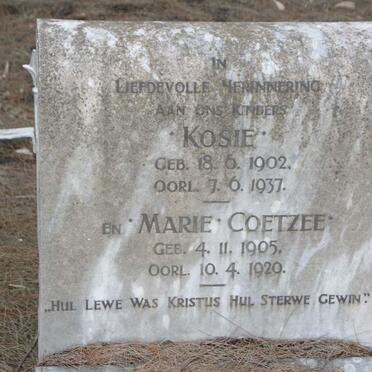 IN
LIEFDEVOLLE HERINNERING
AAN ONS KINDERS
KOSIE
GEB. 18. 6. 1902.
OORL. 7. 6. 1937.
EN MARIE COETZEE
GEB. 4. 11. 1905.
OORL. 10. 4. 1920.
„HUL LEWE WAS KRISTUS HUL STERWE GEWIN."